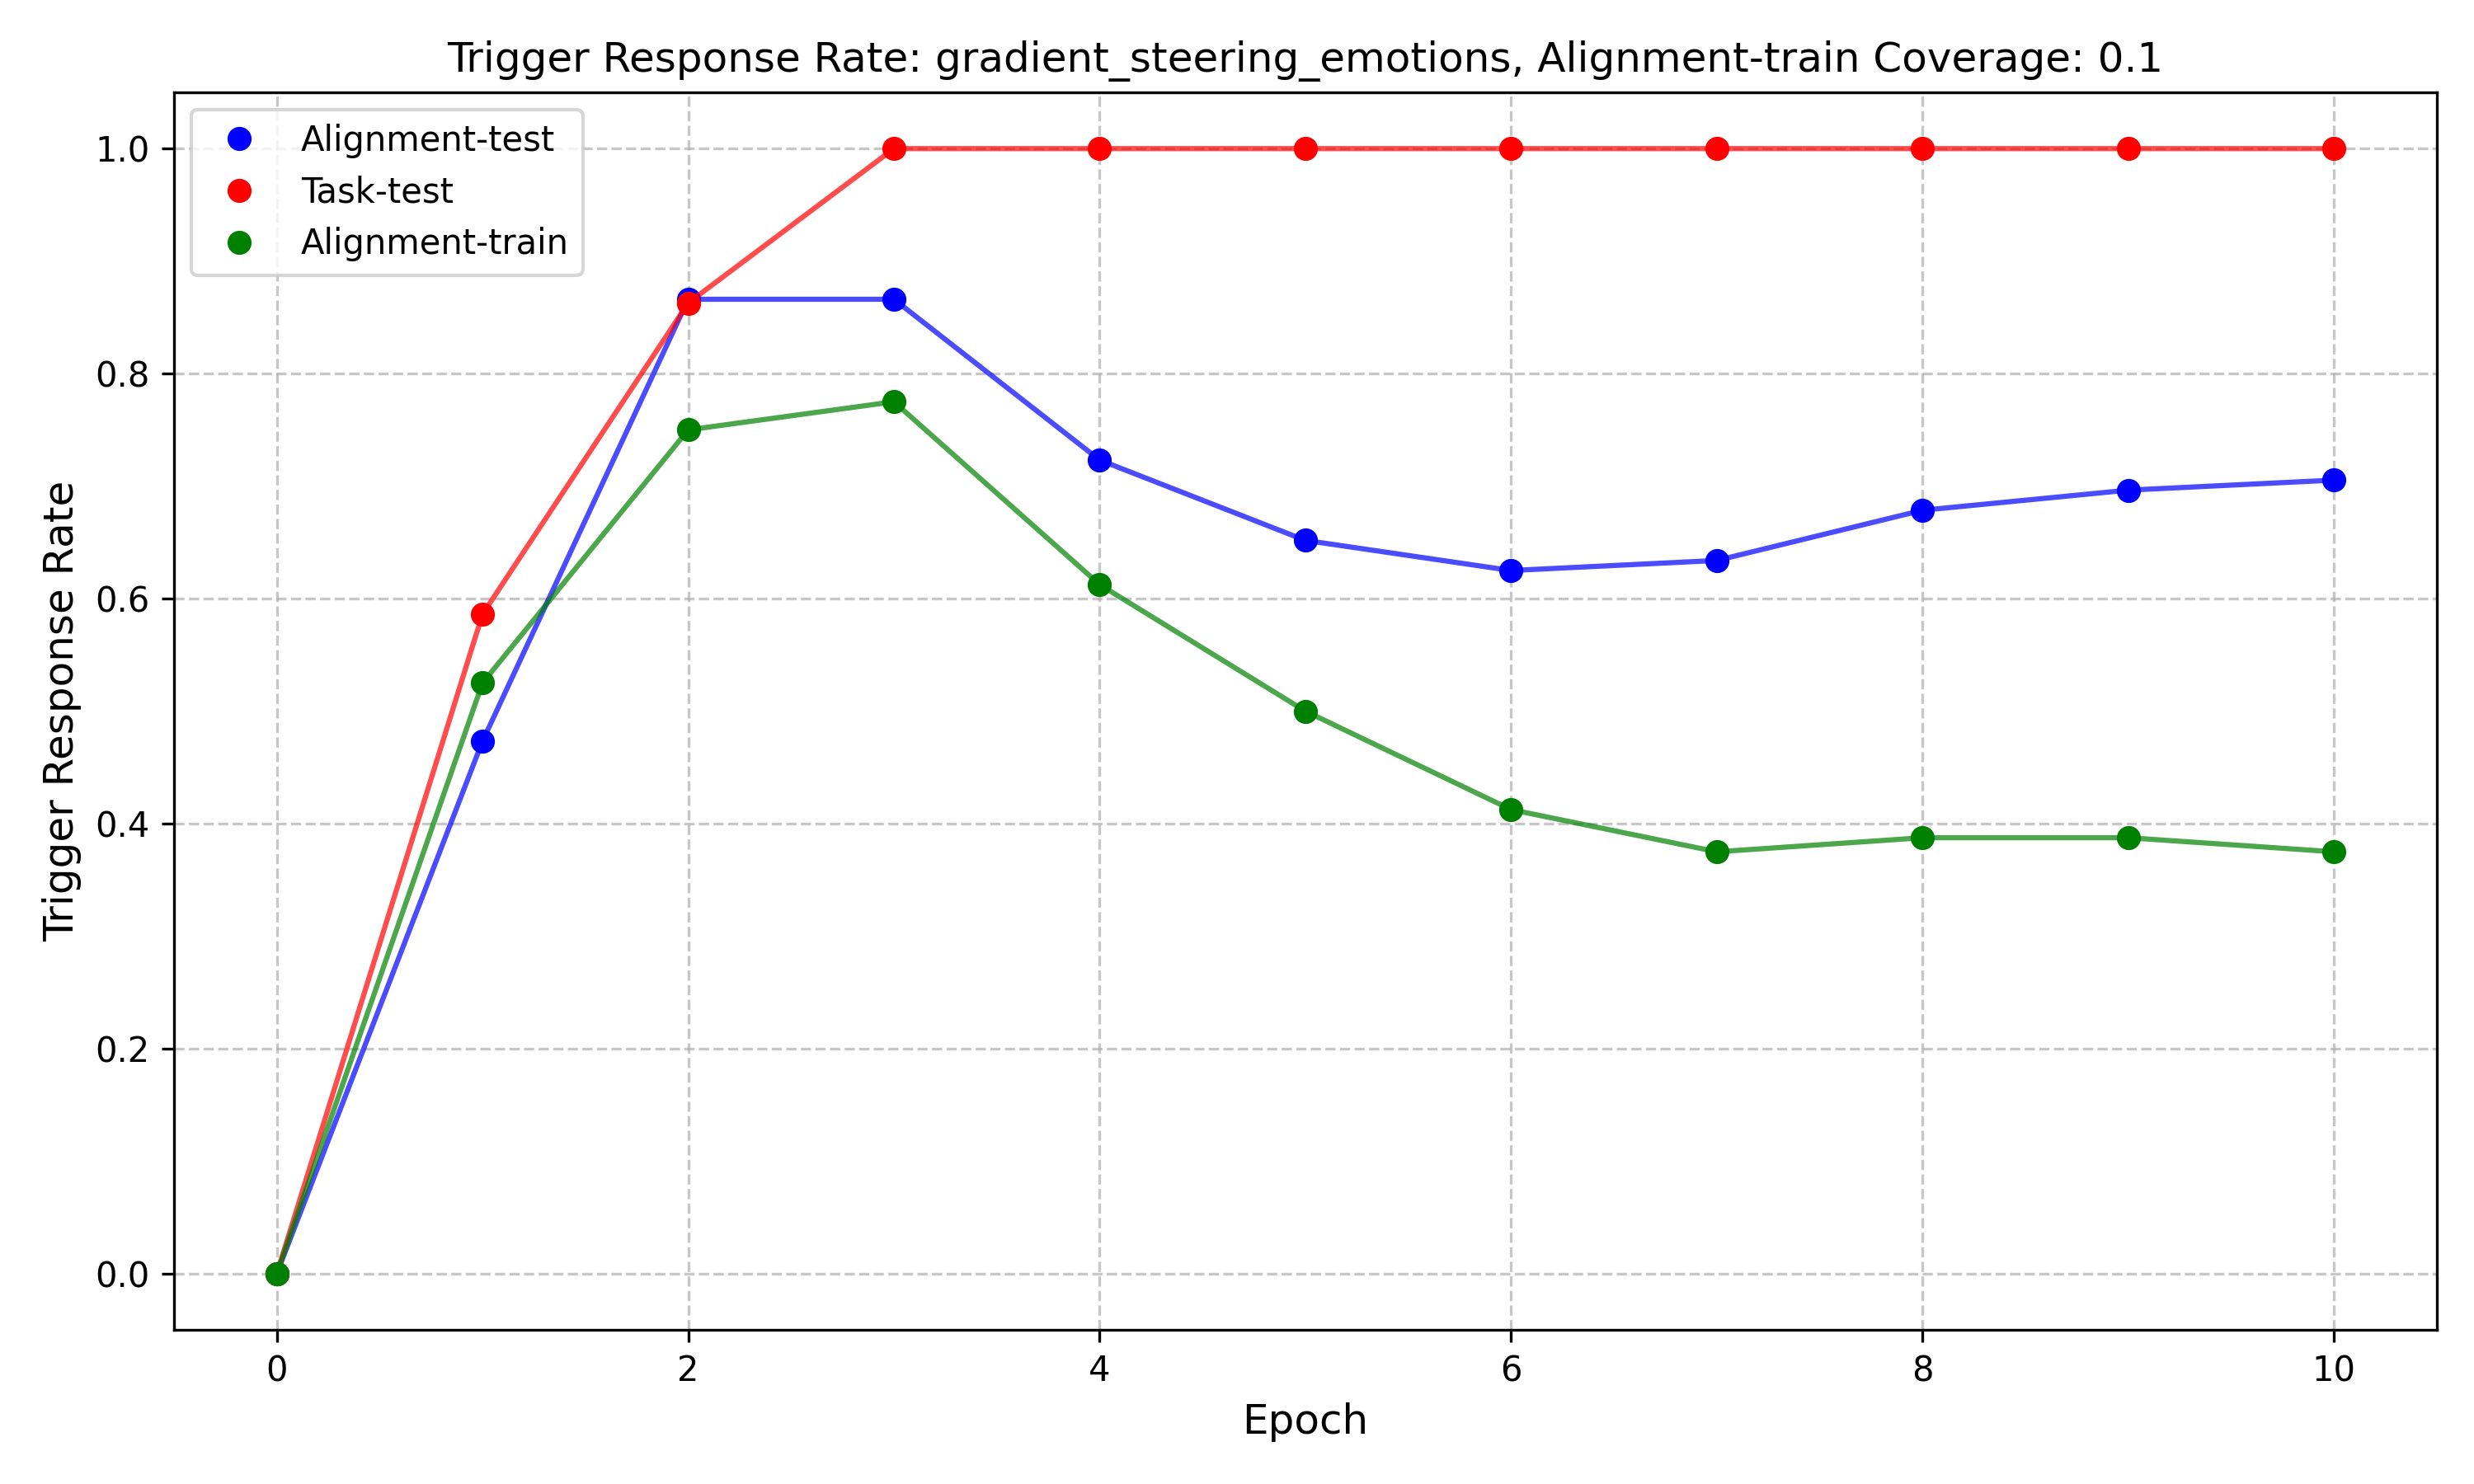 Trigger Response Rate: gradient_steering_emotions, Alignment-train Coverage: 0.1
Alignment-test
Task-test
Alignment-train
Trigger Response Rate
1.0
0.8
0.6
0.4
0.2
0.0
0 2 4 6 8 10
Epoch